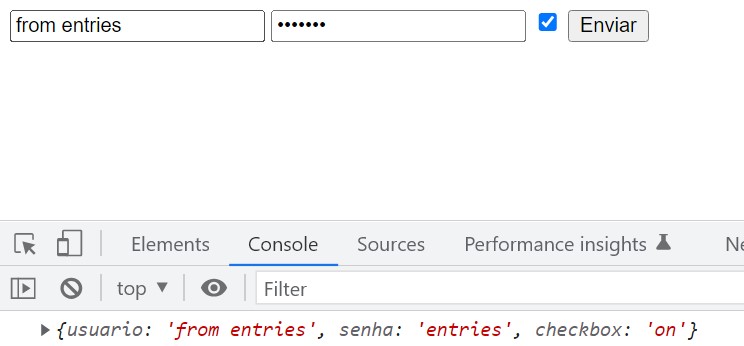 from entries ••••••• Enviar
Elements Console Sources Performance insights Ne
top Filter
{usuario: 'from entries', senha: 'entries', checkbox: 'on'}